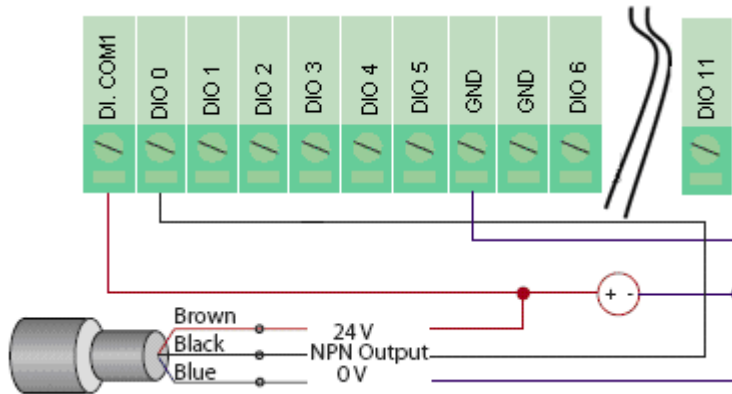 DI. COM1
DIO 0
DIO 1
DIO 2
DIO 3
DIO 4
DIO 5
GND
GND
DIO 6
DIO 11
+ -
Brown
24 V
Black
NPN Output
Blue
0 V